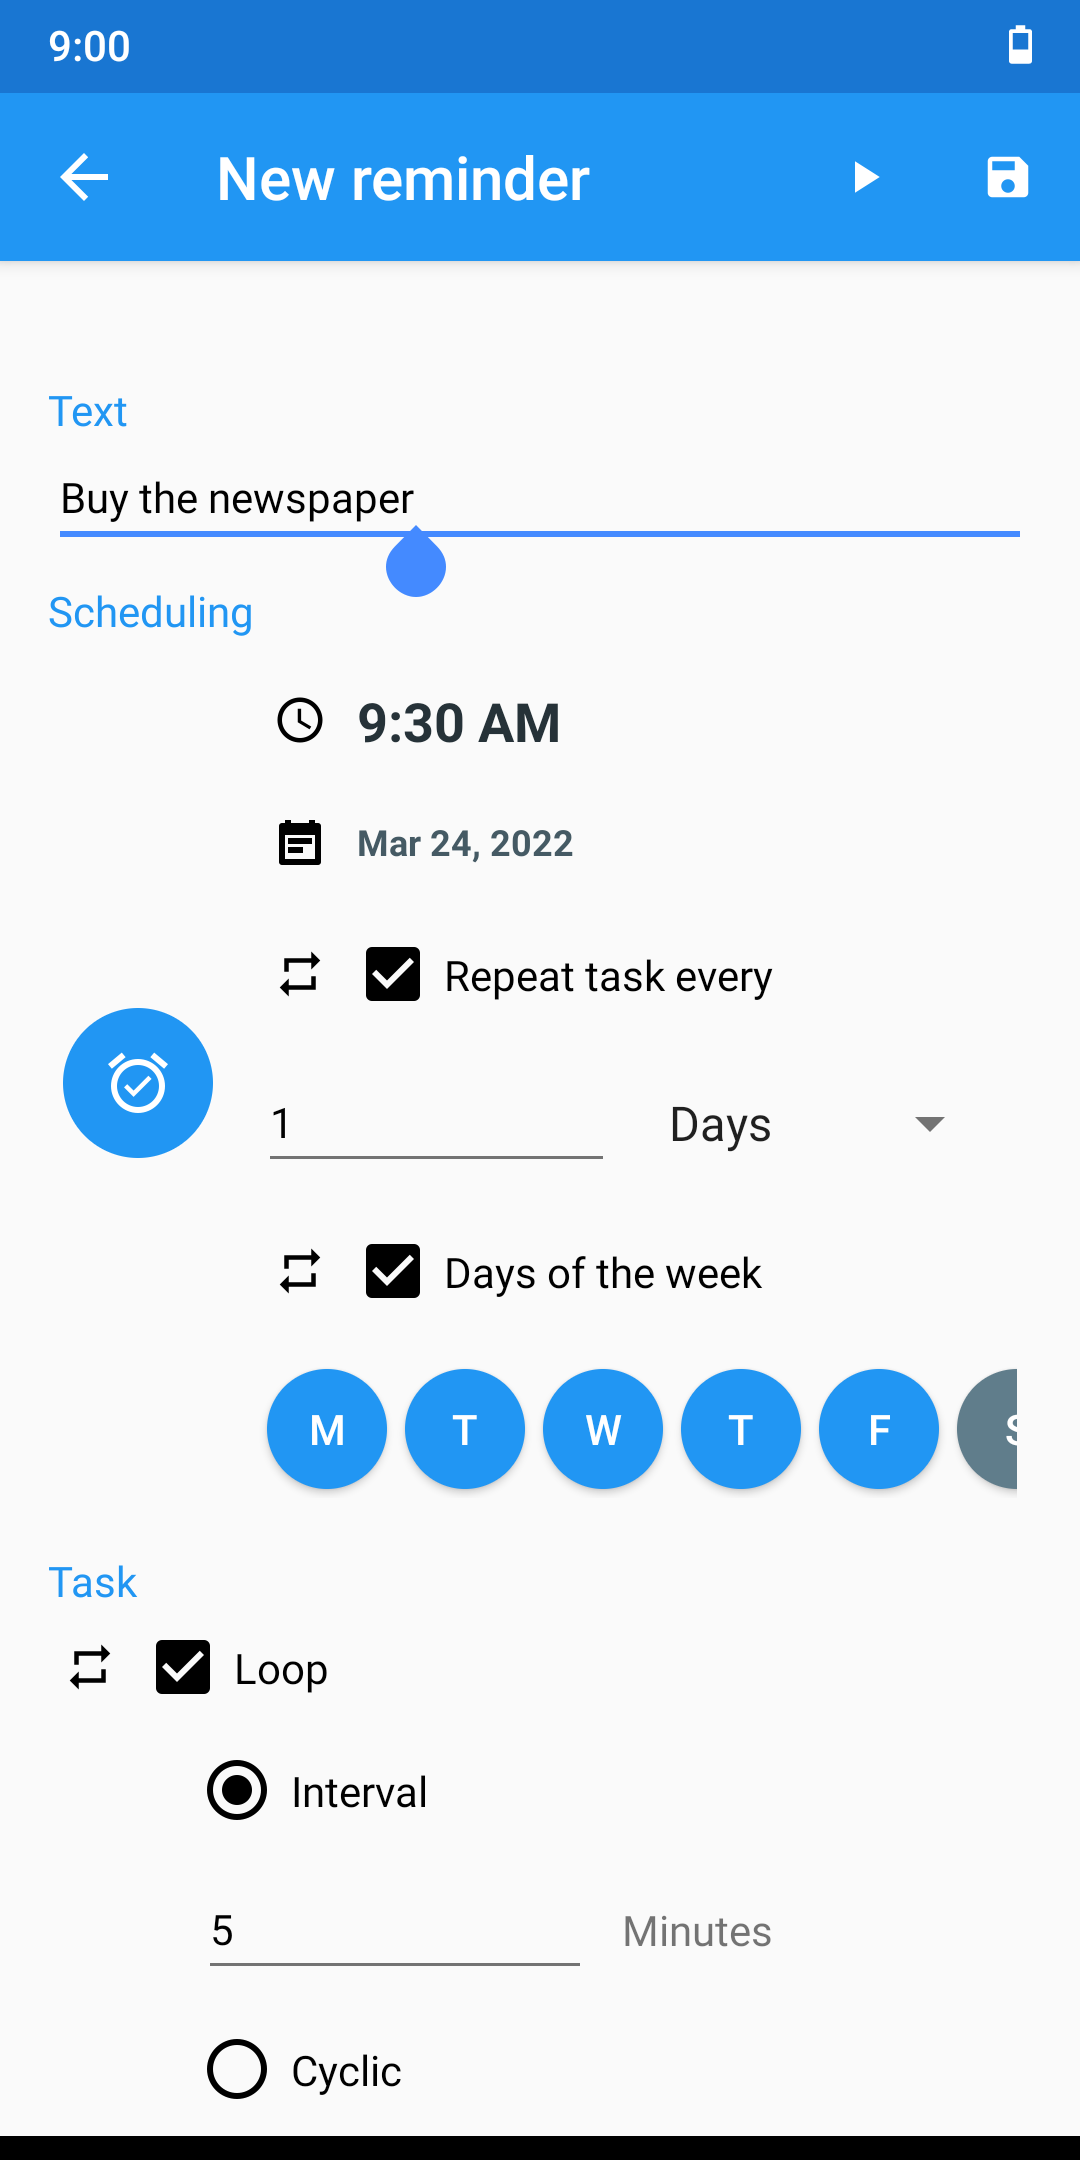 9:00
New reminder
Text
Buy the newspaper
Scheduling
9:30 AM
Mar 24, 2022
Repeat task every
1 Days
Days of the week
M T W T F S
Task
Loop
Interval
5 Minutes
Cyclic